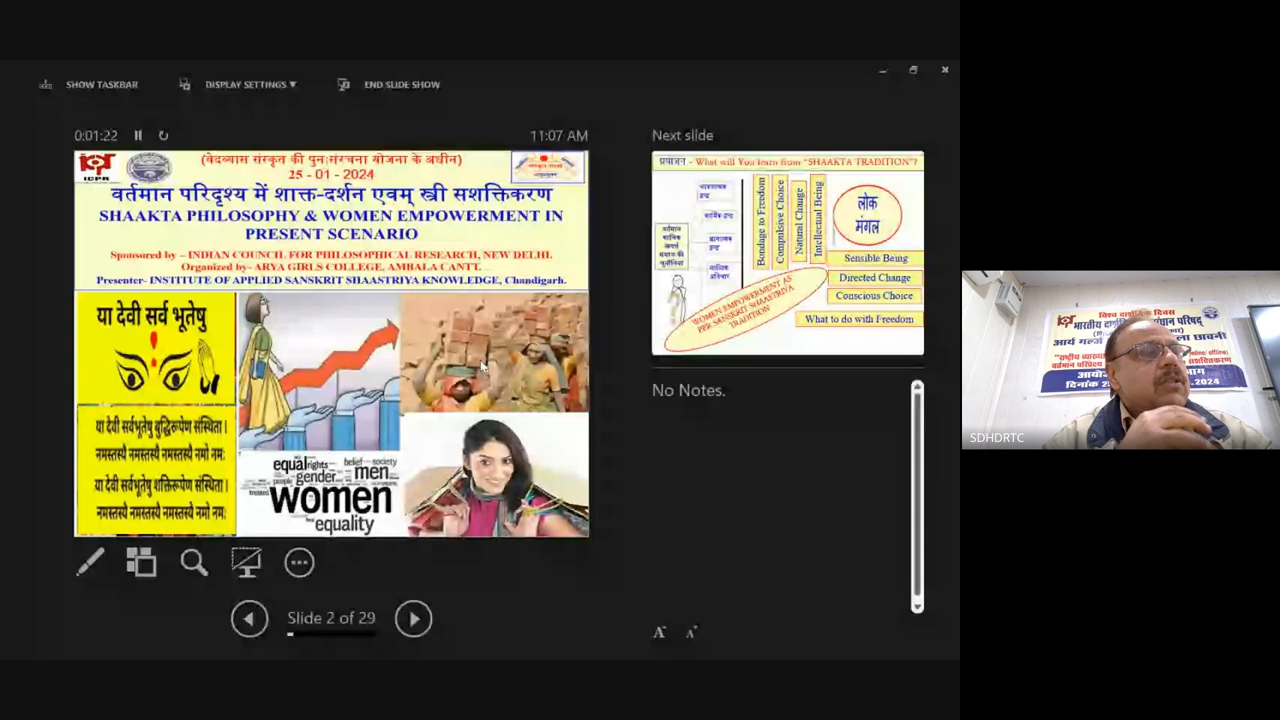 SHOW TASKBAR
DISPLAY SETTINGS ▼
END SLIDE SHOW
0:01:22
11:07 AM
ICPR
(वेदव्यास संस्कृत की पुनःसंरचना योजना के अधीन)
25 - 01 - 2024
वर्तमान परिदृश्य में शाक्त-दर्शन एवम् स्त्री सशक्तिकरण
SHAAKTA PHILOSOPHY & WOMEN EMPOWERMENT IN
PRESENT SCENARIO
Sponsored by – INDIAN COUNCIL FOR PHILOSOPHICAL RESEARCH, NEW DELHI.
Organized by- ARYA GIRLS COLLEGE, AMBALA CANTT.
Presenter- INSTITUTE OF APPLIED SANSKRIT SHAASTRIYA KNOWLEDGE, Chandigarh.
या देवी सर्व भूतेषु
या देवी सर्वभूतेषु बुद्धिरूपेण संस्थिता।
नमस्तस्यै नमस्तस्यै नमस्तस्यै नमो नमः
या देवी सर्वभूतेषु शक्तिरूपेण संस्थिता।
नमस्तस्यै नमस्तस्यै नमस्तस्यै नमो नमः
equal rights belief society
people gender men
women
equality
Slide 2 of 29
Next slide
प्रयोजन - What will You learn from "SHAAKTA TRADITION"?
Bondage to Freedom
Compulsive Choice
Natural Change
Intellectual Being
लोक
मंगल
Sensible Being
Directed Change
Conscious Choice
What to do with Freedom
WOMEN EMPOWERMENT AS
PER SANSKRIT SHAASTRIYA
TRADITION
No Notes.
A A
विश्व दार्शनिक दिवस
SDHDRTC